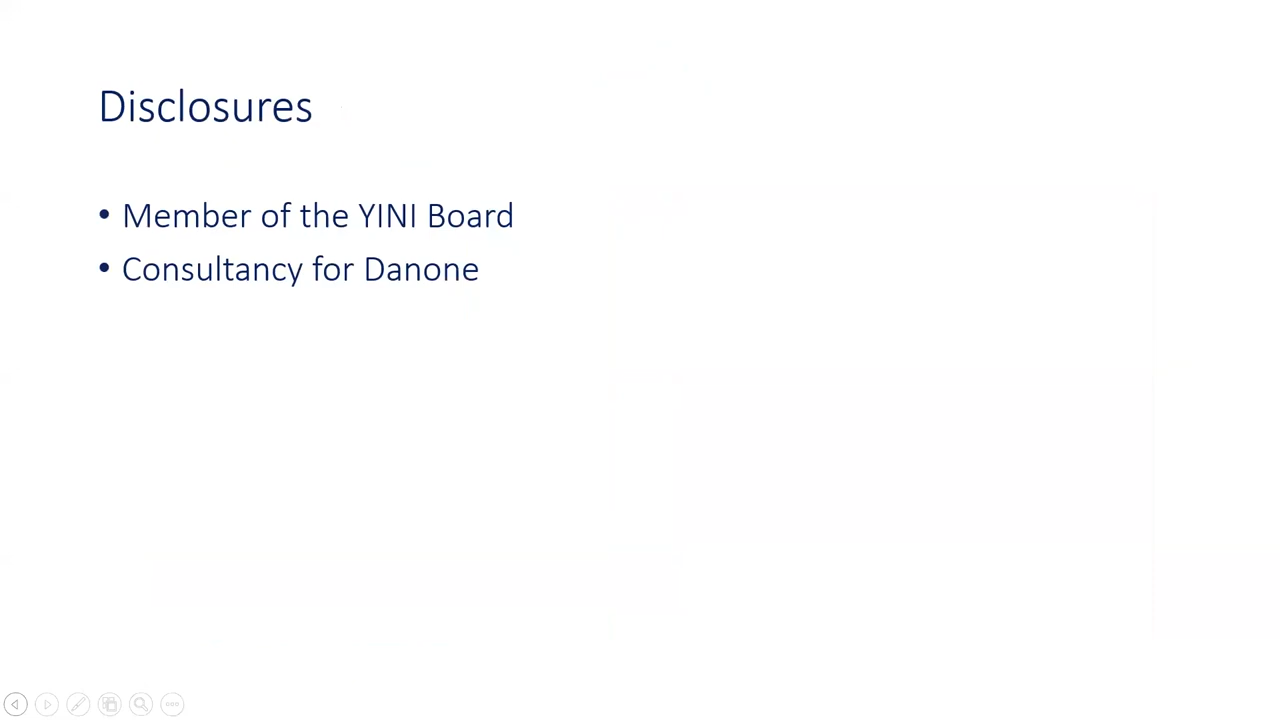 Disclosures
• Member of the YINI Board
• Consultancy for Danone